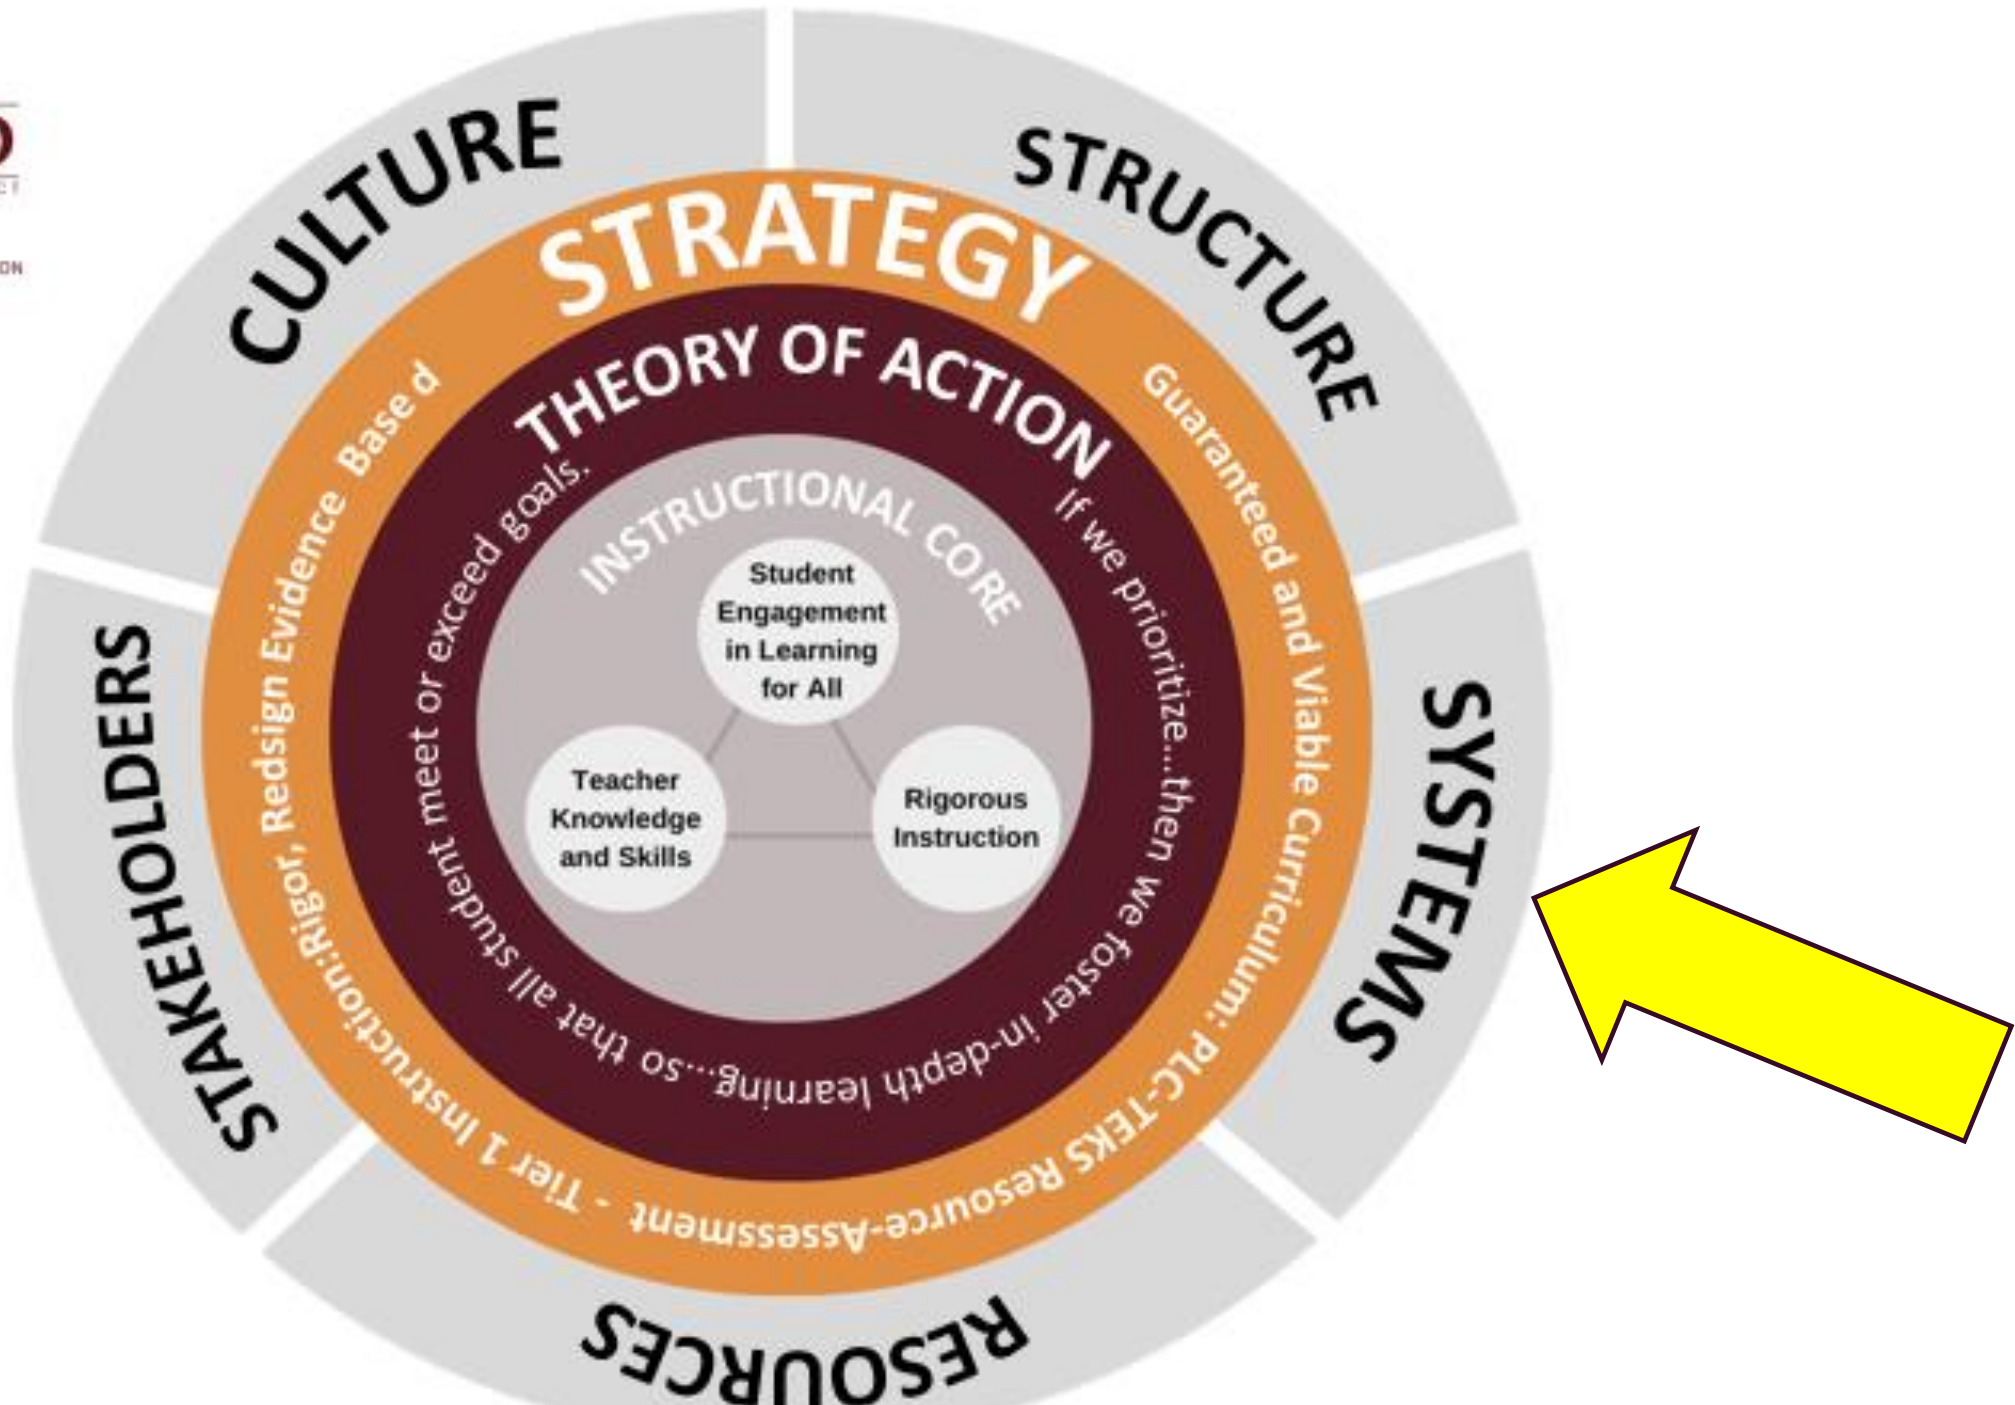 CT
ON
CULTURE
STRUCTURE
SYSTEMS
RESOURCES
STAKEHOLDERS
STRATEGY
Guaranteed and Viable Curriculum: PLC-TEKS Resource-Assessment - Tier 1 Instruction:Rigor, Redsign Evidence Base d
THEORY OF ACTION
If we prioritize...then we foster in-depth learning...so that all student meet or exceed goals.
INSTRUCTIONAL CORE
Student
Engagement
in Learning
for All
Teacher
Knowledge
and Skills
Rigorous
Instruction